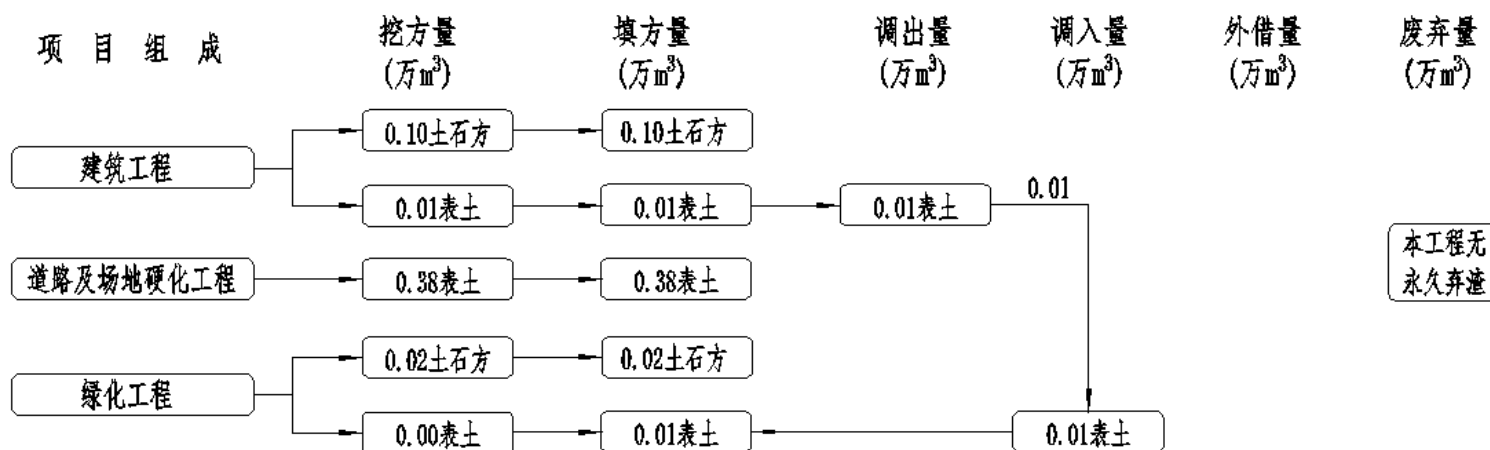 项目组成
挖方量
(万m³)
填方量
(万m³)
调出量
(万m³)
调入量
(万m³)
外借量
(万m³)
废弃量
(万m³)
建筑工程
0.10土石方
0.10土石方
0.01表土
0.01表土
0.01表土
0.01
道路及场地硬化工程
0.38表土
0.38表土
本工程无
永久弃渣
绿化工程
0.02土石方
0.02土石方
0.00表土
0.01表土
0.01表土